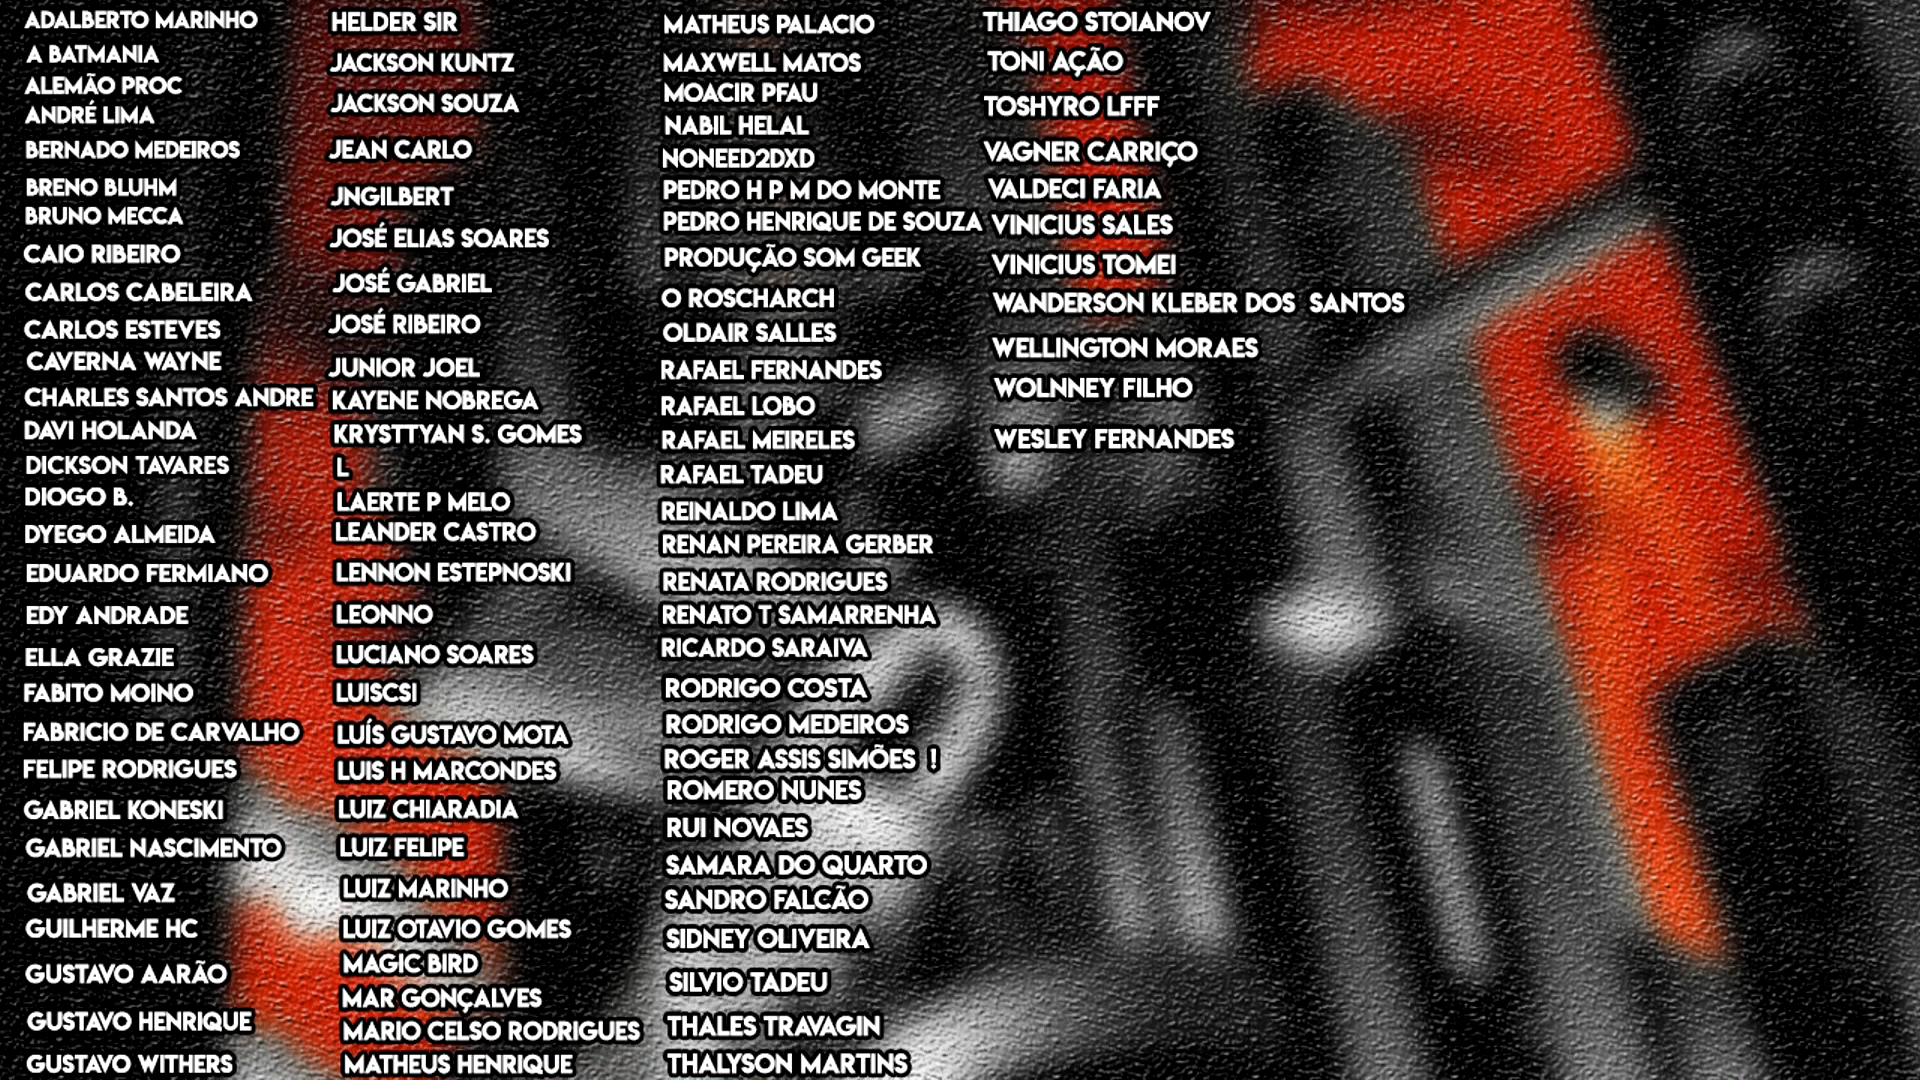 ADALBERTO MARINHO
A BATMANIA
ALEMÃO PROC
ANDRÉ LIMA
BERNADO MEDEIROS
BRENO BLUHM
BRUNO MECCA
CAIO RIBEIRO
CARLOS CABELEIRA
CARLOS ESTEVES
CAVERNA WAYNE
CHARLES SANTOS ANDRE
DAVI HOLANDA
DICKSON TAVARES
DIOGO B.
DYEGO ALMEIDA
EDUARDO FERMIANO
EDY ANDRADE
ELLA GRAZIE
FABITO MOINO
FABRICIO DE CARVALHO
FELIPE RODRIGUES
GABRIEL KONESKI
GABRIEL NASCIMENTO
GABRIEL VAZ
GUILHERME HC
GUSTAVO AARÃO
GUSTAVO HENRIQUE
GUSTAVO WITHERS
HELDER SIR
JACKSON KUNTZ
JACKSON SOUZA
JEAN CARLO
JNGILBERT
JOSÉ ELIAS SOARES
JOSÉ GABRIEL
JOSÉ RIBEIRO
JUNIOR JOEL
KAYENE NOBREGA
KRYSTTYAN S. GOMES
L
LAERTE P MELO
LEANDER CASTRO
LENNON ESTEPNOSKI
LEONNO
LUCIANO SOARES
LUISCSI
LUÍS GUSTAVO MOTA
LUIS H MARCONDES
LUIZ CHIARADIA
LUIZ FELIPE
LUIZ MARINHO
LUIZ OTAVIO GOMES
MAGIC BIRD
MAR GONÇALVES
MARIO CELSO RODRIGUES
MATHEUS HENRIQUE
MATHEUS PALACIO
MAXWELL MATOS
MOACIR PFAU
NABIL HELAL
NONEED2DXD
PEDRO H P M DO MONTE
PEDRO HENRIQUE DE SOUZA
PRODUÇÃO SOM GEEK
O ROSCHARCH
OLDAIR SALLES
RAFAEL FERNANDES
RAFAEL LOBO
RAFAEL MEIRELES
RAFAEL TADEU
REINALDO LIMA
RENAN PEREIRA GERBER
RENATA RODRIGUES
RENATO T SAMARRENHA
RICARDO SARAIVA
RODRIGO COSTA
RODRIGO MEDEIROS
ROGER ASSIS SIMÕES !
ROMERO NUNES
RUI NOVAES
SAMARA DO QUARTO
SANDRO FALCÃO
SIDNEY OLIVEIRA
SILVIO TADEU
THALES TRAVAGIN
THALYSON MARTINS
THIAGO STOIANOV
TONI AÇÃO
TOSHYRO LFFF
VAGNER CARRIÇO
VALDECI FARIA
VINICIUS SALES
VINICIUS TOMEI
WANDERSON KLEBER DOS SANTOS
WELLINGTON MORAES
WOLNNEY FILHO
WESLEY FERNANDES